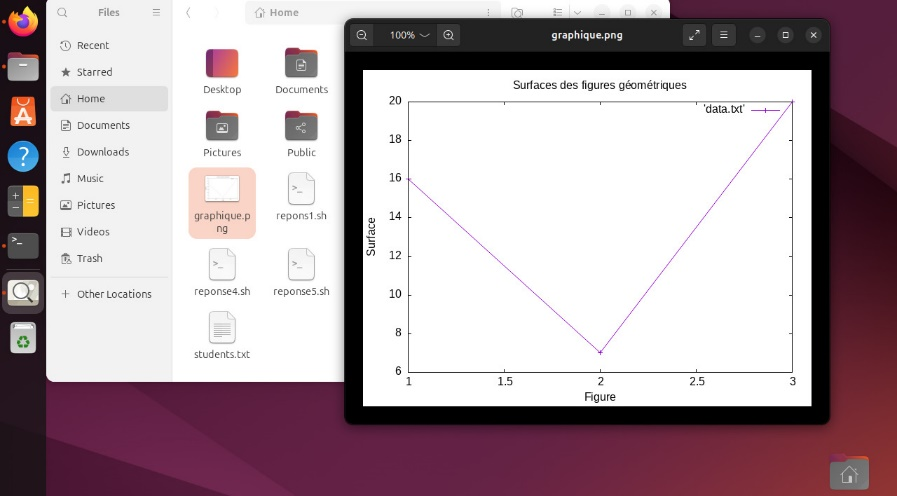 Files
Home
Recent
Starred
Home
Documents
Downloads
Music
Pictures
Videos
Trash
Other Locations
Desktop
Documents
Pictures
Public
graphique.p
ng
repons1.sh
reponse4.sh
reponse5.sh
students.txt
100%
graphique.png
Surfaces des figures géométriques
'data.txt'
20
18
16
14
12
10
8
6
Surface
1
1.5
2
2.5
3
Figure